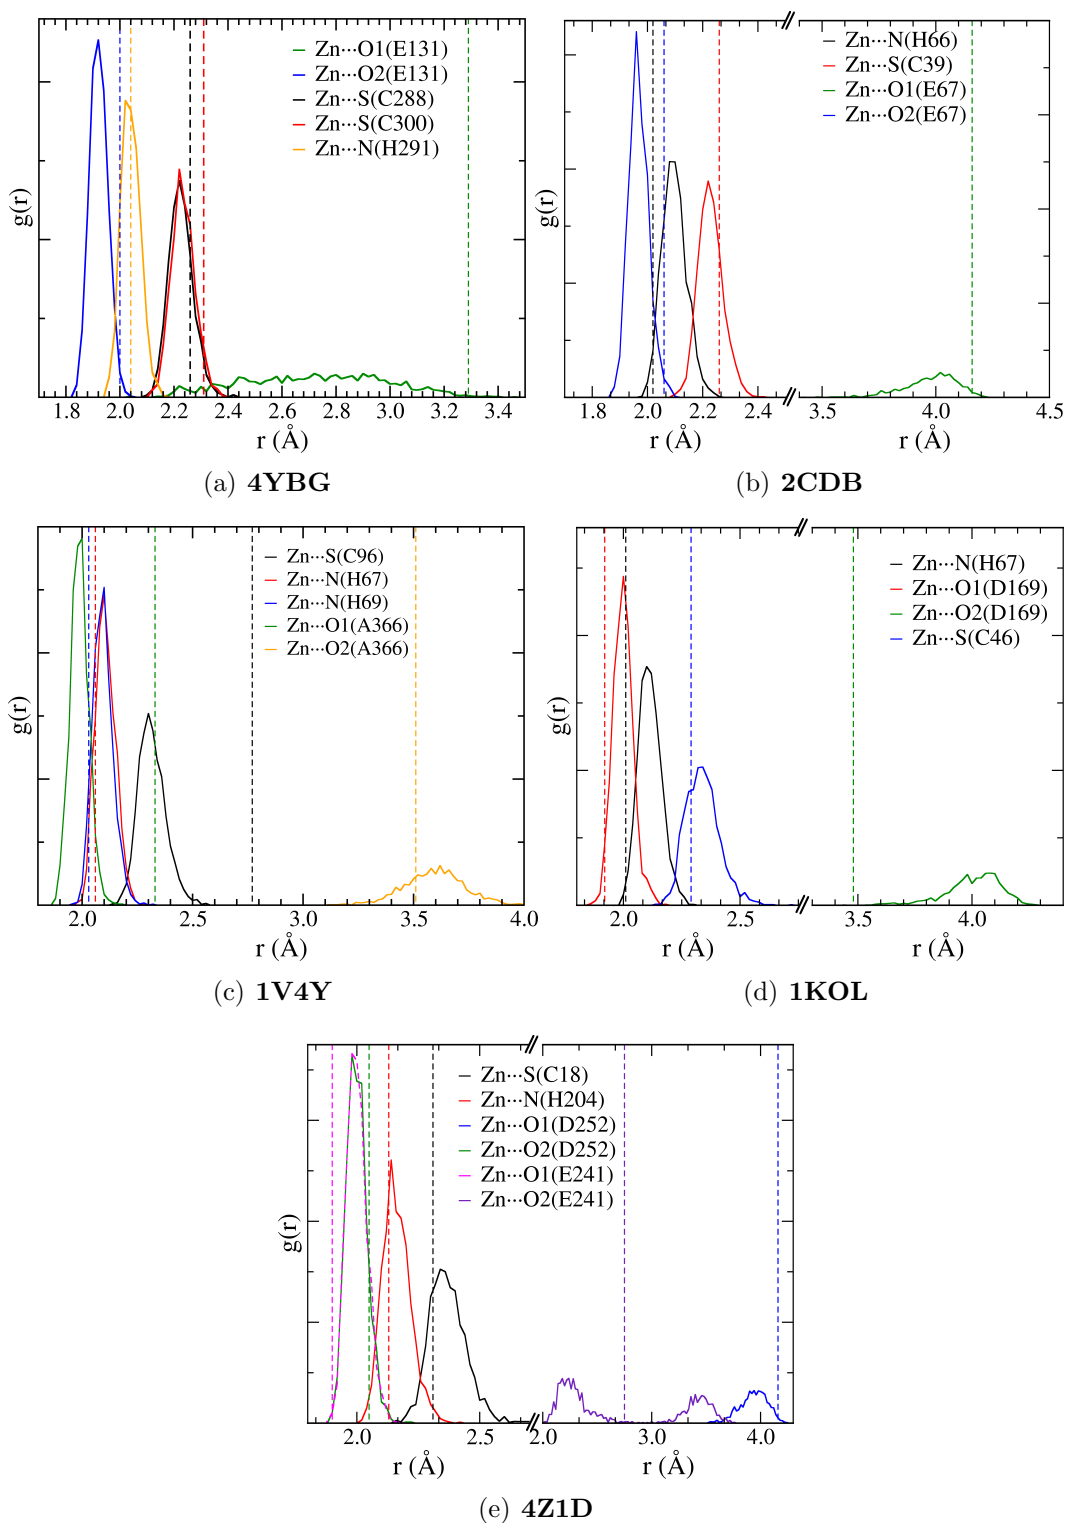 Zn···O1(E131)
Zn···O2(E131)
Zn···S(C288)
Zn···S(C300)
Zn···N(H291)
g(r)
1.8 2.0 2.2 2.4 2.6 2.8 3.0 3.2 3.4
r (Å)
(a) 4YBG
Zn···N(H66)
Zn···S(C39)
Zn···O1(E67)
Zn···O2(E67)
g(r)
1.8 2.0 2.2 2.4 3.5 4.0 4.5
r (Å) r (Å)
(b) 2CDB
Zn···S(C96)
Zn···N(H67)
Zn···N(H69)
Zn···O1(A366)
Zn···O2(A366)
g(r)
2.0 2.5 3.0 3.5 4.0
r (Å)
(c) 1V4Y
Zn···N(H67)
Zn···O1(D169)
Zn···O2(D169)
Zn···S(C46)
g(r)
2.0 2.5 3.5 4.0
r (Å) r (Å)
(d) 1KOL
Zn···S(C18)
Zn···N(H204)
Zn···O1(D252)
Zn···O2(D252)
Zn···O1(E241)
Zn···O2(E241)
g(r)
2.0 2.5 2.0 3.0 4.0
r (Å) r (Å)
(e) 4Z1D